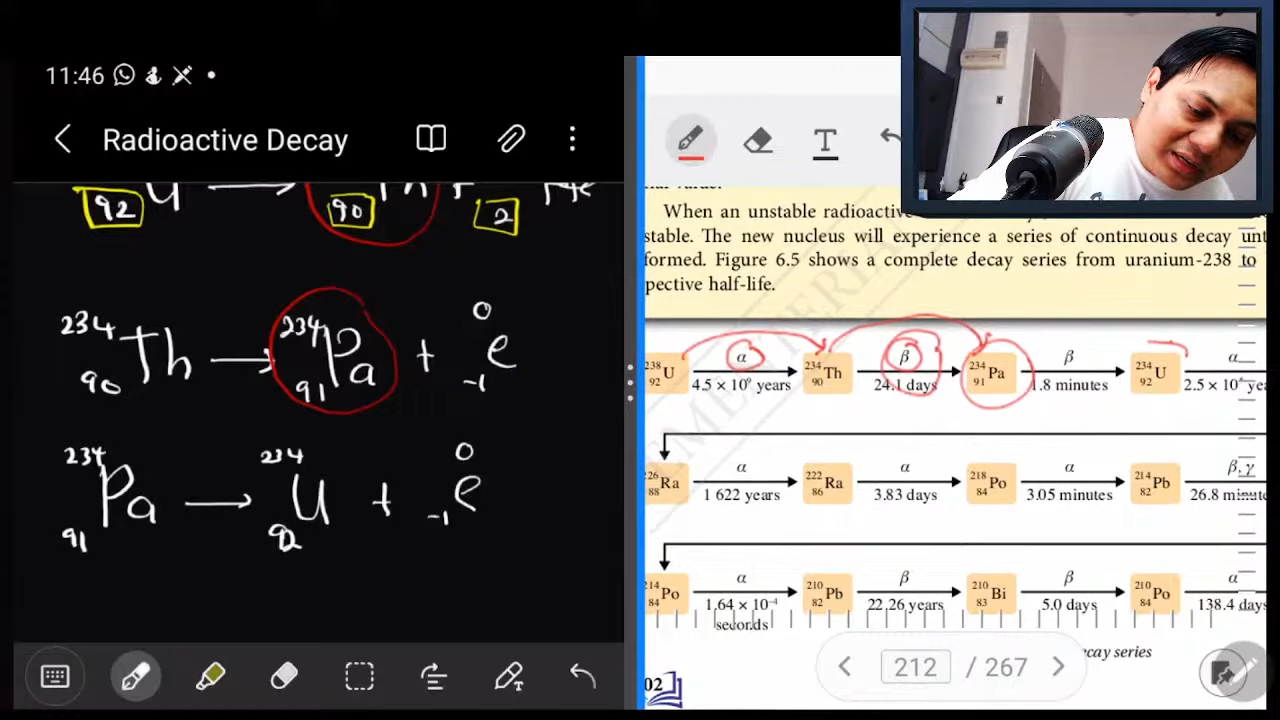 11:46
Radioactive Decay
92 U → 90 Th + 2 He
234 90 Th → 234 91 Pa + 0 -1 e
234 91 Pa → 234 92 U + 0 -1 e
When an unstable radioactive
stable. The new nucleus will experience a series of continuous decay unt
formed. Figure 6.5 shows a complete decay series from uranium-238 to
pective half-life.
238 92 U α 4.5 × 10⁹ years 234 90 Th β 24.1 days 234 91 Pa β 1.8 minutes 234 92 U α
226 88 Ra α 1 622 years 222 86 Ra α 3.83 days 218 84 Po α 3.05 minutes 214 82 Pb β, γ 26.8 minut
214 84 Po α 1.64 × 10⁻⁴ seconds 210 82 Pb β 22.26 years 210 83 Bi β 5.0 days 210 84 Po α 138.4 days
ecay series
212 / 267
02